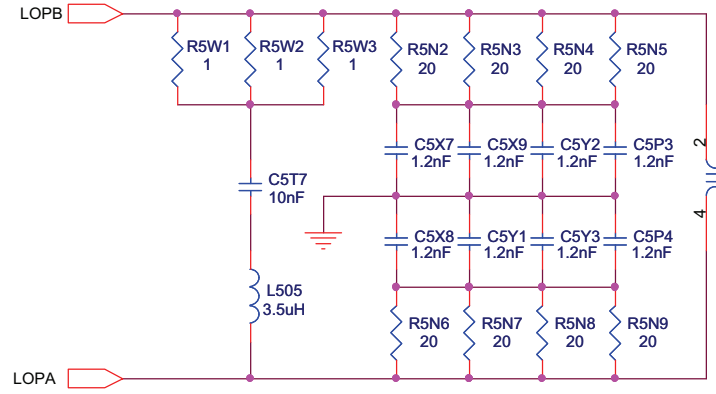 LOPB
R5W1
1
R5W2
1
R5W3
1
R5N2
20
R5N3
20
R5N4
20
R5N5
20
2
C5X7
1.2nF
C5X9
1.2nF
C5Y2
1.2nF
C5P3
1.2nF
C5T7
10nF
4
C5X8
1.2nF
C5Y1
1.2nF
C5Y3
1.2nF
C5P4
1.2nF
L505
3.5uH
R5N6
20
R5N7
20
R5N8
20
R5N9
20
LOPA